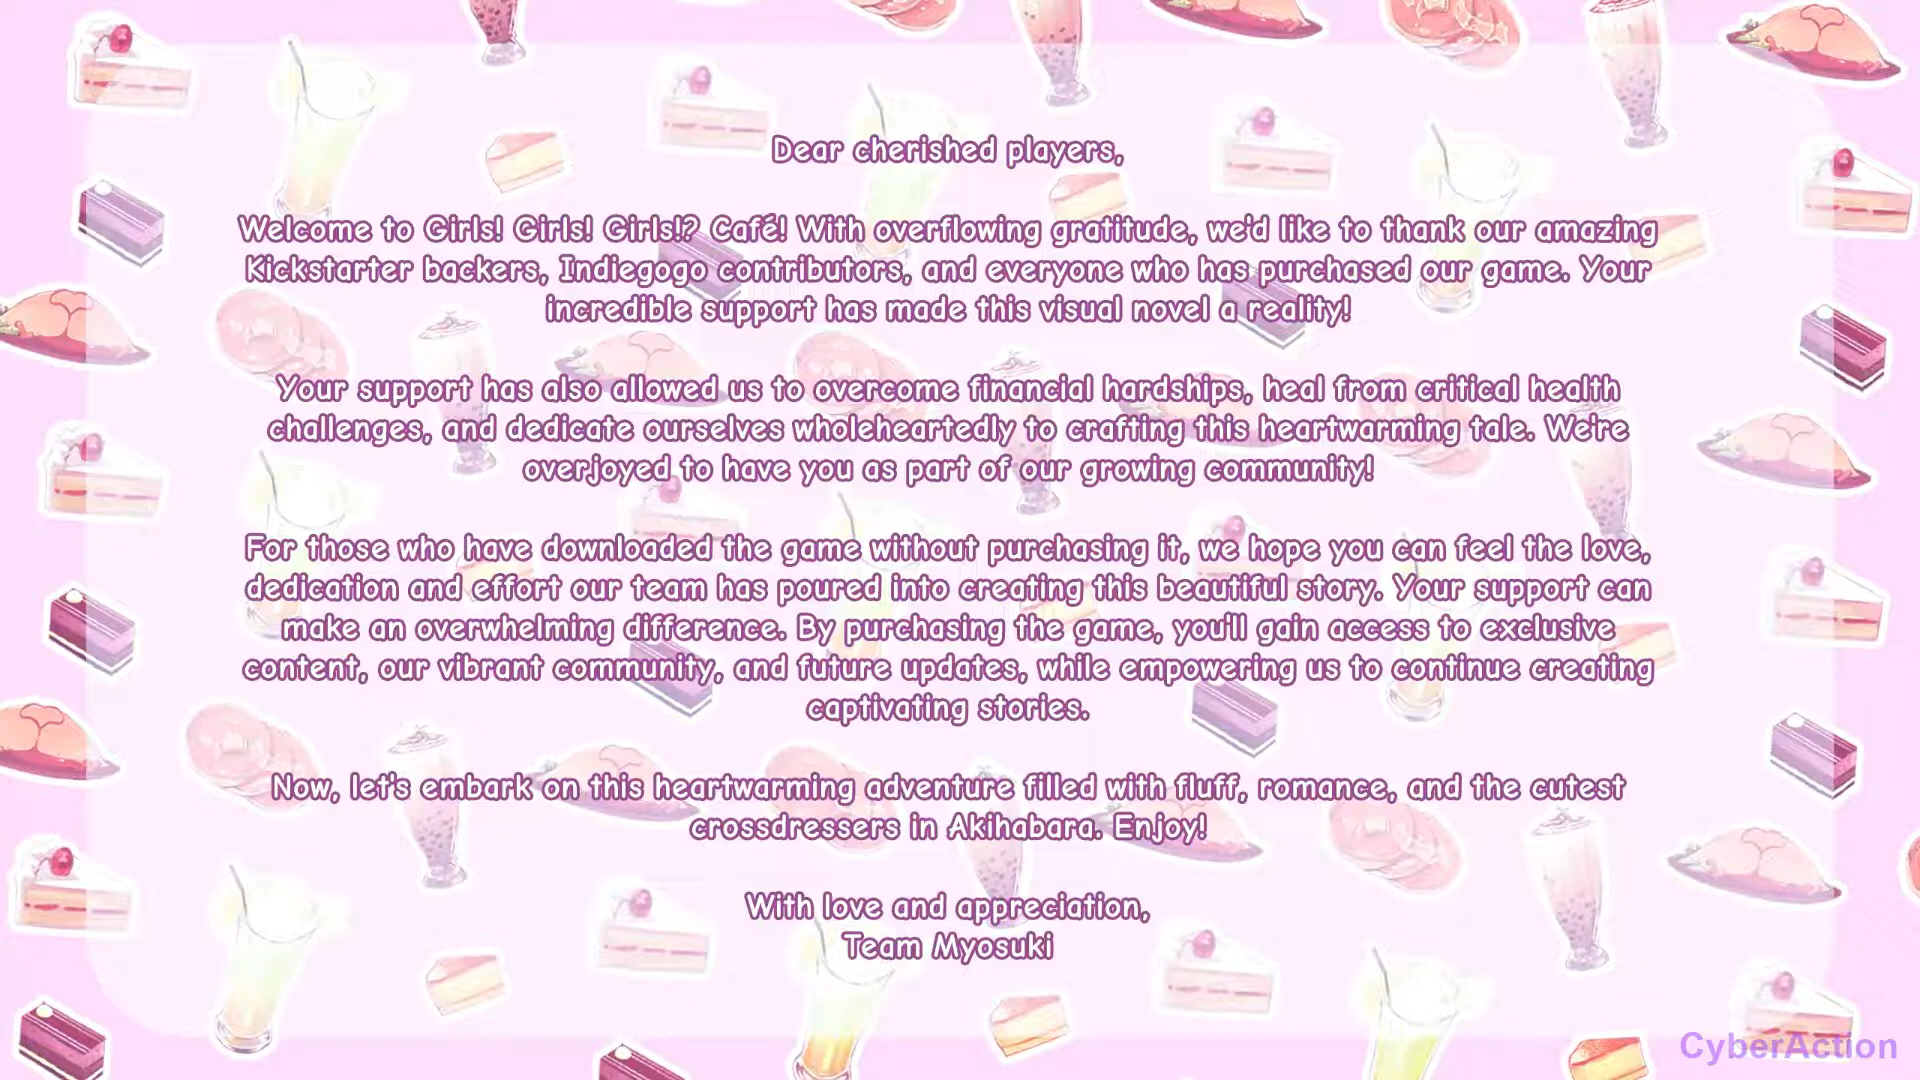 Dear cherished players,
Welcome to Girls! Girls! Girls!? Café! With overflowing gratitude, we'd like to thank our amazing
Kickstarter backers, Indiegogo contributors, and everyone who has purchased our game. Your
incredible support has made this visual novel a reality!
Your support has also allowed us to overcome financial hardships, heal from critical health
challenges, and dedicate ourselves wholeheartedly to crafting this heartwarming tale. We're
overjoyed to have you as part of our growing community!
For those who have downloaded the game without purchasing it, we hope you can feel the love,
dedication and effort our team has poured into creating this beautiful story. Your support can
make an overwhelming difference. By purchasing the game, you'll gain access to exclusive
content, our vibrant community, and future updates, while empowering us to continue creating
captivating stories.
Now, let's embark on this heartwarming adventure filled with fluff, romance, and the cutest
crossdressers in Akihabara. Enjoy!
With love and appreciation,
Team Myosuki
CyberAction